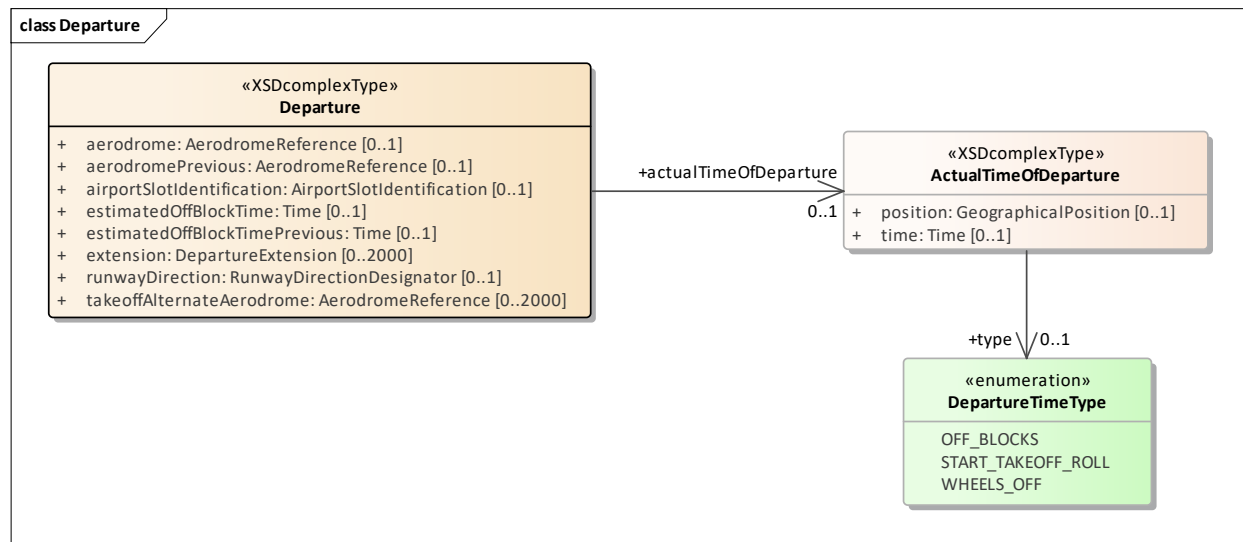 class Departure
«XSDcomplexType»
Departure
+ aerodrome: AerodromeReference [0..1]
+ aerodromePrevious: AerodromeReference [0..1]
+ airportSlotIdentification: AirportSlotIdentification [0..1]
+ estimatedOffBlockTime: Time [0..1]
+ estimatedOffBlockTimePrevious: Time [0..1]
+ extension: DepartureExtension [0..2000]
+ runwayDirection: RunwayDirectionDesignator [0..1]
+ takeoffAlternateAerodrome: AerodromeReference [0..2000]
+actualTimeOfDeparture
0..1
«XSDcomplexType»
ActualTimeOfDeparture
+ position: GeographicalPosition [0..1]
+ time: Time [0..1]
+type 0..1
«enumeration»
DepartureTimeType
OFF_BLOCKS
START_TAKEOFF_ROLL
WHEELS_OFF